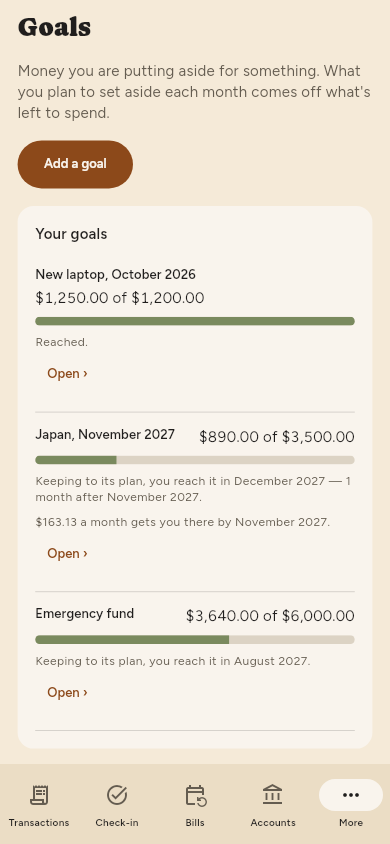 Goals
Money you are putting aside for something. What
you plan to set aside each month comes off what's
left to spend.
Add a goal
Your goals
New laptop, October 2026
$1,250.00 of $1,200.00
Reached.
Open ›
Japan, November 2027 $890.00 of $3,500.00
Keeping to its plan, you reach it in December 2027 — 1
month after November 2027.
$163.13 a month gets you there by November 2027.
Open ›
Emergency fund $3,640.00 of $6,000.00
Keeping to its plan, you reach it in August 2027.
Open ›
Transactions Check-in Bills Accounts More